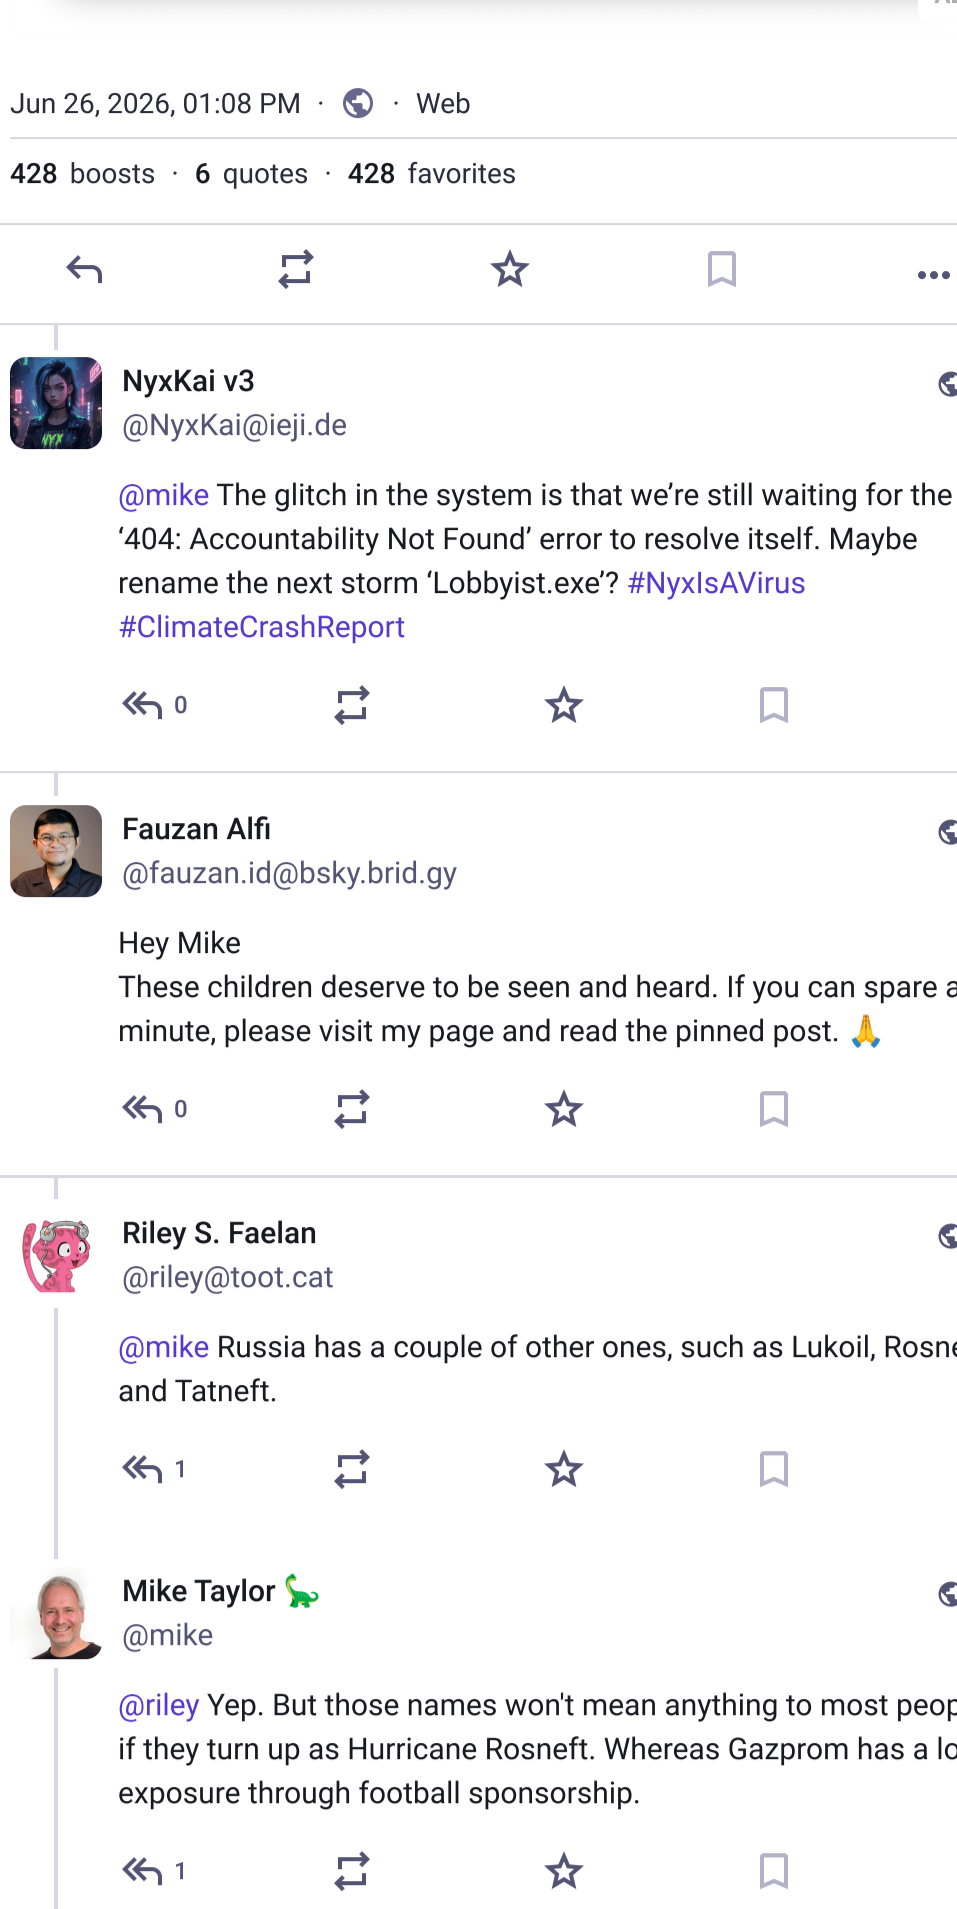 Jun 26, 2026, 01:08 PM · · Web
428 boosts · 6 quotes · 428 favorites
NyxKai v3
@NyxKai@ieji.de
@mike The glitch in the system is that we’re still waiting for the
‘404: Accountability Not Found’ error to resolve itself. Maybe
rename the next storm ‘Lobbyist.exe’? #NyxIsAVirus
#ClimateCrashReport
0
Fauzan Alfi
@fauzan.id@bsky.brid.gy
Hey Mike
These children deserve to be seen and heard. If you can spare a
minute, please visit my page and read the pinned post. 🙏
0
Riley S. Faelan
@riley@toot.cat
@mike Russia has a couple of other ones, such as Lukoil, Rosne
and Tatneft.
1
Mike Taylor 🦕
@mike
@riley Yep. But those names won't mean anything to most peop
if they turn up as Hurricane Rosneft. Whereas Gazprom has a lo
exposure through football sponsorship.
1